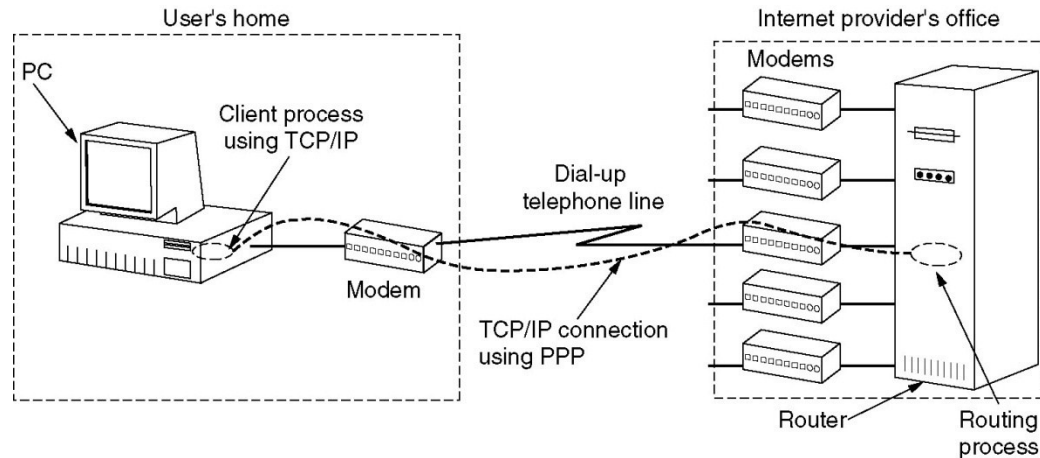 User's home
Internet provider's office
PC
Modems
Client process
using TCP/IP
Dial-up
telephone line
Modem
TCP/IP connection
using PPP
Router
Routing
process